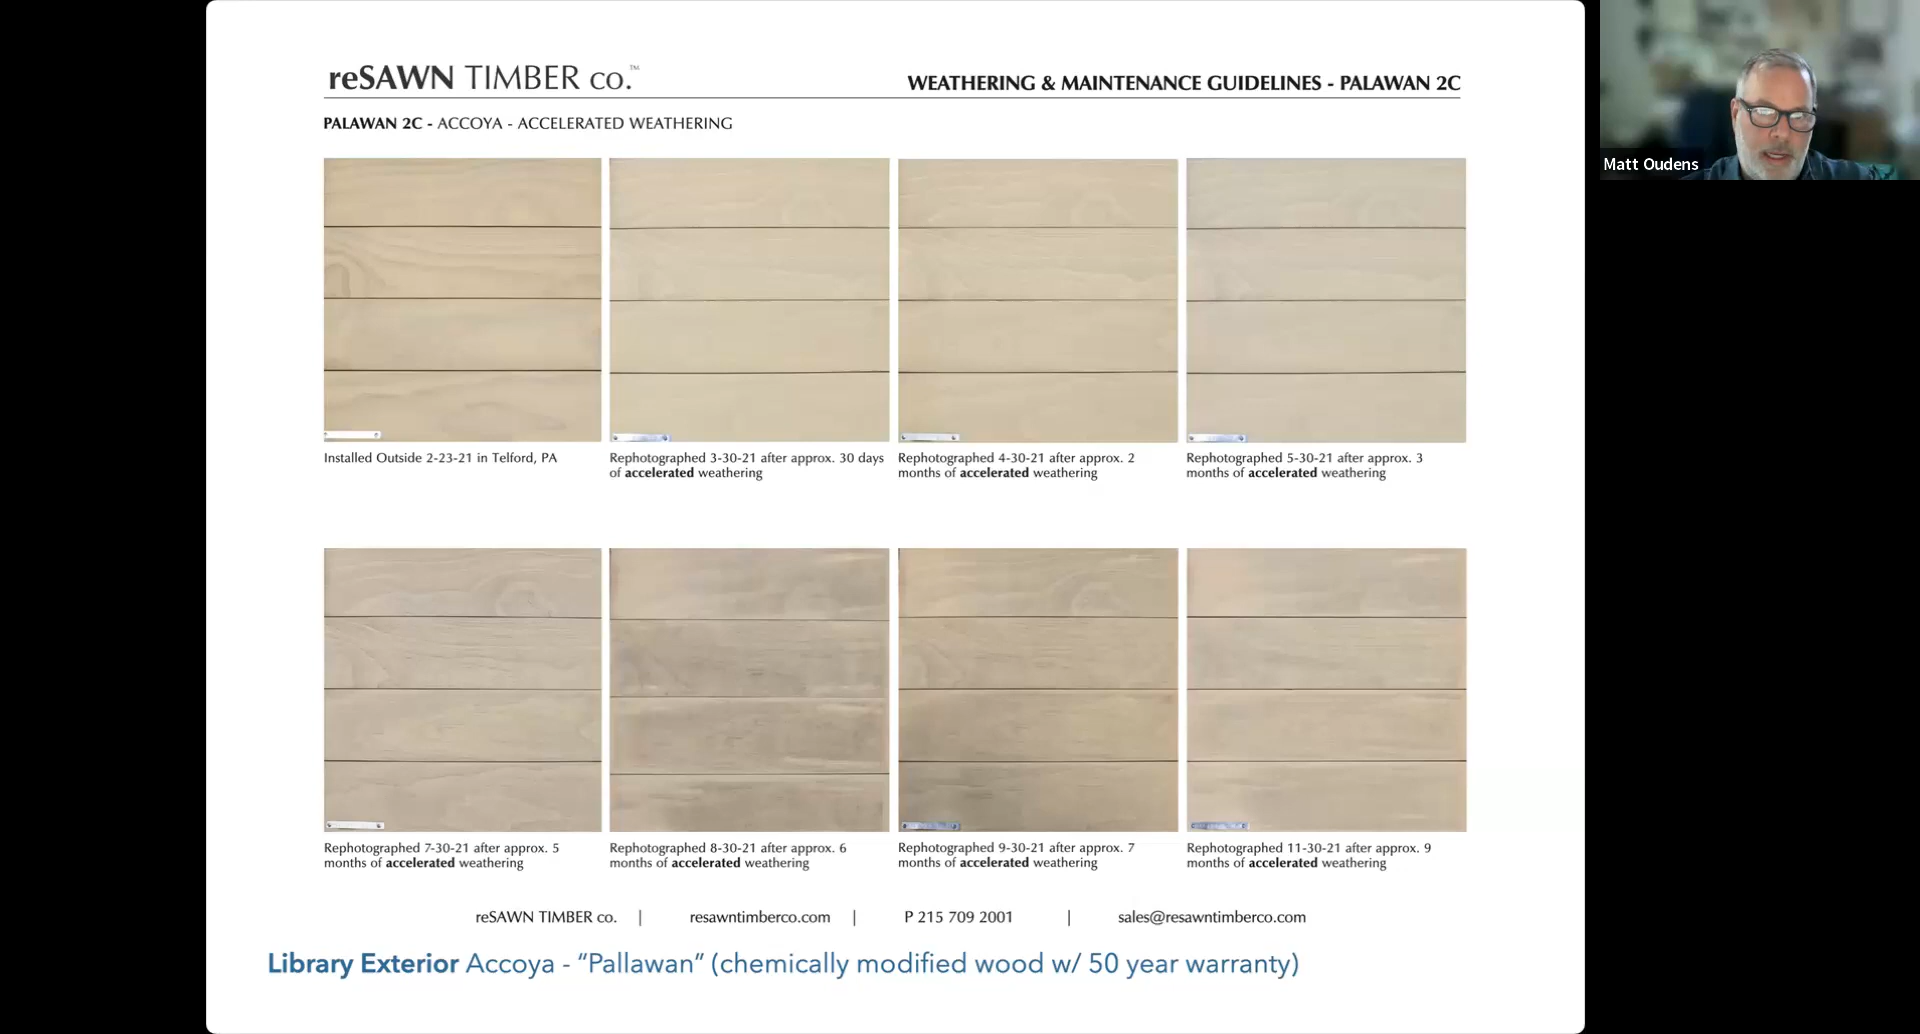 reSAWN TIMBER co.™
WEATHERING & MAINTENANCE GUIDELINES - PALAWAN 2C
PALAWAN 2C - ACCOYA - ACCELERATED WEATHERING
Matt Oudens
Installed Outside 2-23-21 in Telford, PA
Rephotographed 3-30-21 after approx. 30 days
of accelerated weathering
Rephotographed 4-30-21 after approx. 2
months of accelerated weathering
Rephotographed 5-30-21 after approx. 3
months of accelerated weathering
Rephotographed 7-30-21 after approx. 5
months of accelerated weathering
Rephotographed 8-30-21 after approx. 6
months of accelerated weathering
Rephotographed 9-30-21 after approx. 7
months of accelerated weathering
Rephotographed 11-30-21 after approx. 9
months of accelerated weathering
reSAWN TIMBER co. | resawntimberco.com | P 215 709 2001 | sales@resawntimberco.com
Library Exterior Accoya - “Pallawan” (chemically modified wood w/ 50 year warranty)